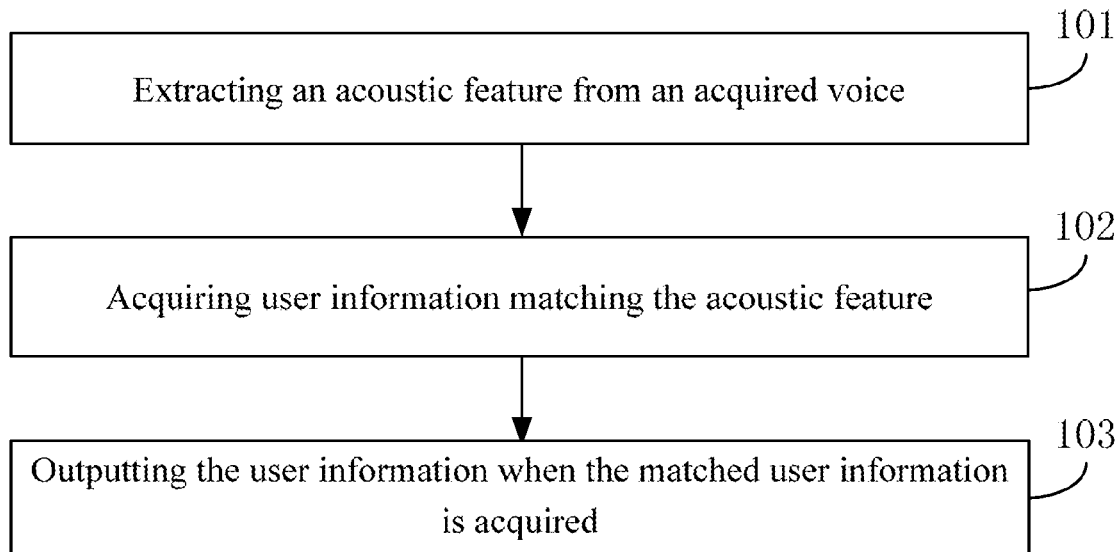 101
Extracting an acoustic feature from an acquired voice
102
Acquiring user information matching the acoustic feature
103
Outputting the user information when the matched user information
is acquired